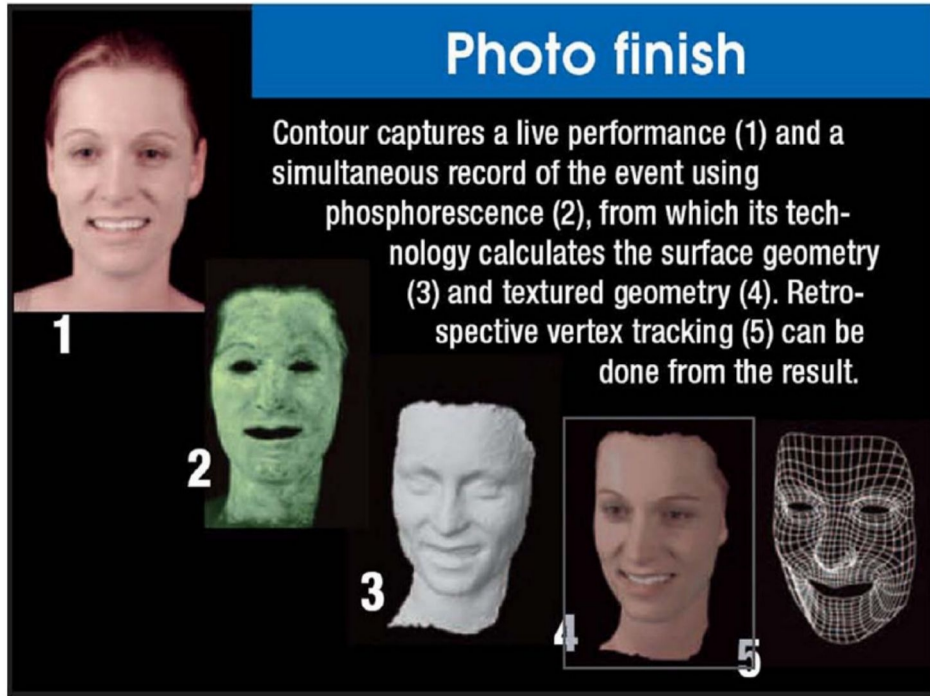 Photo finish
Contour captures a live performance (1) and a
simultaneous record of the event using
phosphorescence (2), from which its tech-
nology calculates the surface geometry
(3) and textured geometry (4). Retro-
spective vertex tracking (5) can be
done from the result.
1
2
3
4
5